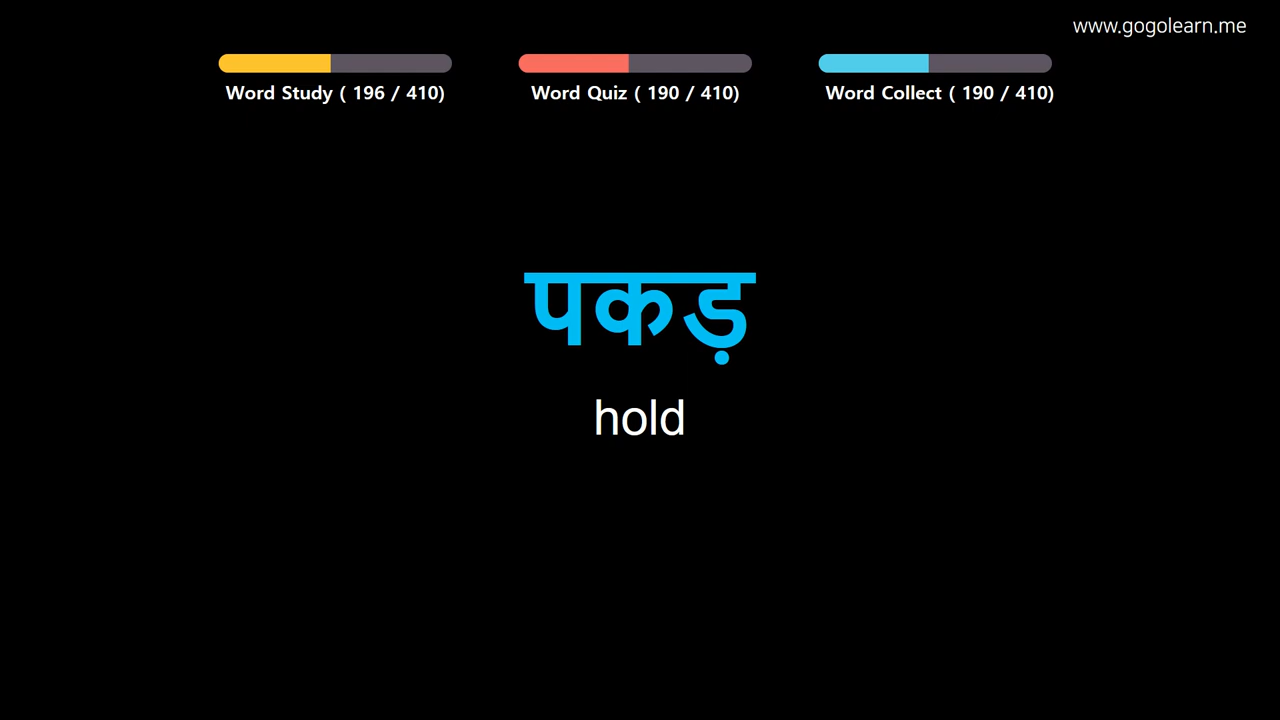 www.gogolearn.me
Word Study ( 196 / 410)
Word Quiz ( 190 / 410)
Word Collect ( 190 / 410)
पकड़
hold